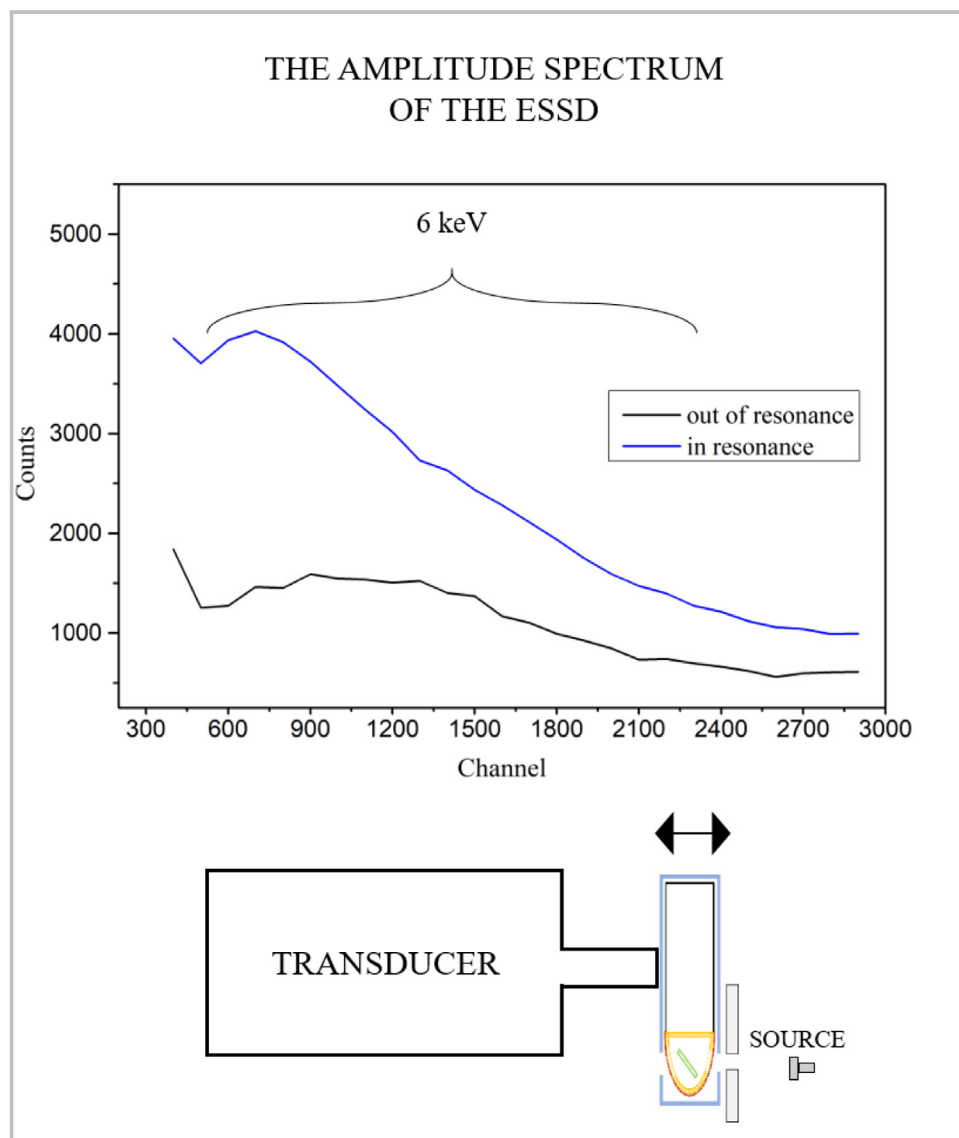 THE AMPLITUDE SPECTRUM
OF THE ESSD
6 keV
5000
4000
3000
2000
1000
Counts
out of resonance
in resonance
300 600 900 1200 1500 1800 2100 2400 2700 3000
Channel
TRANSDUCER
SOURCE